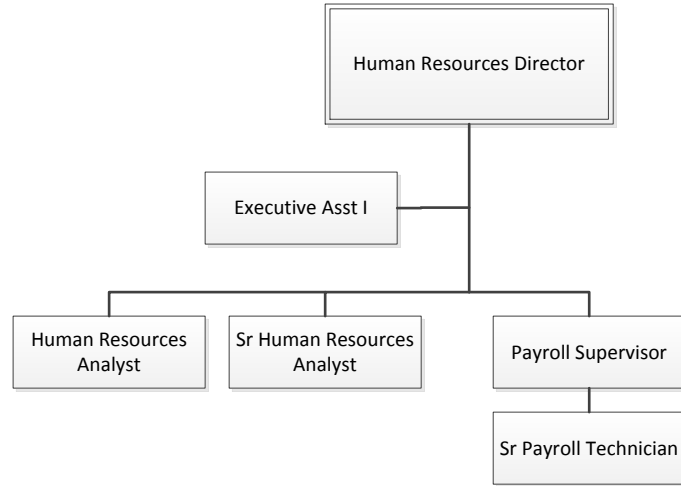 Human Resources Director
Executive Asst I
Human Resources
Analyst
Sr Human Resources
Analyst
Payroll Supervisor
Sr Payroll Technician